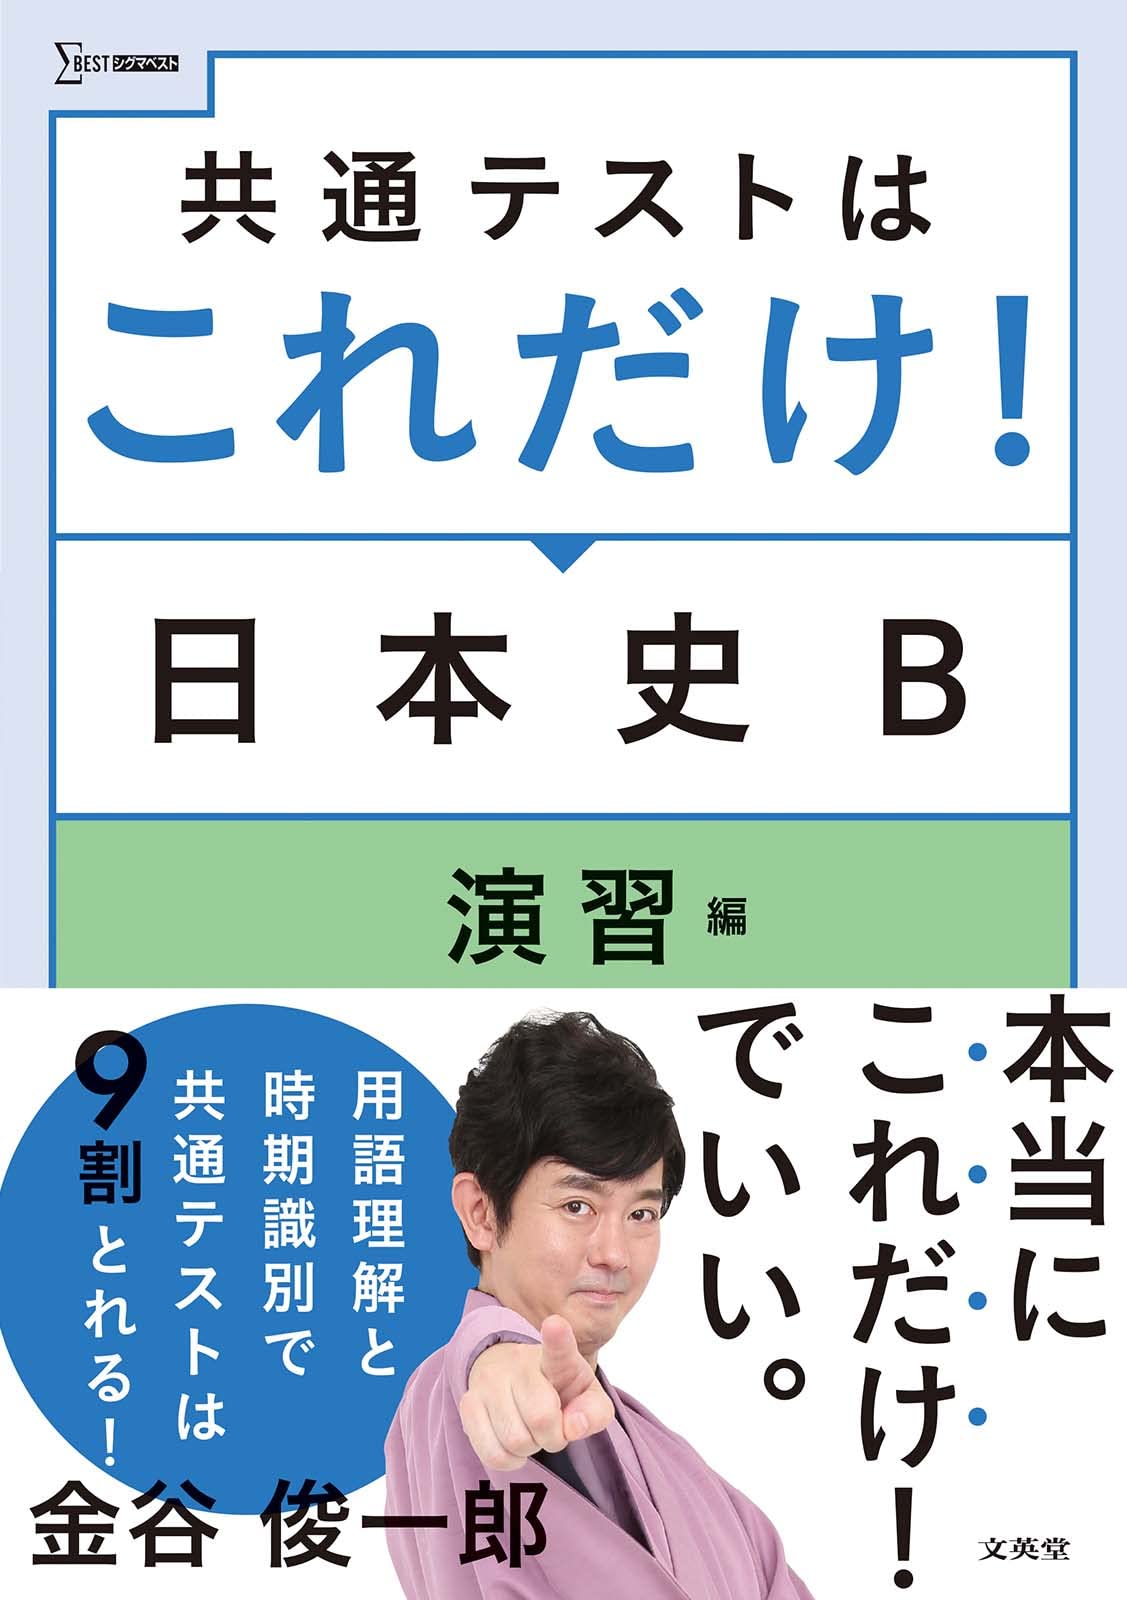 ΣBEST シグマベスト
共通テストは
これだけ!
日本史B
演習編
本当に
これだけ!
でいい。
用語理解と
時期識別で
共通テストは
9割とれる!
金谷 俊一郎
文英堂